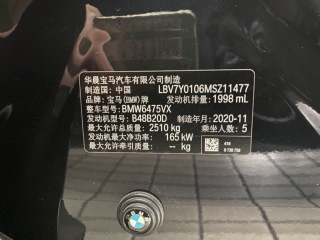 华晨宝马汽车有限公司制造
制造国：中国 LBV7Y0106MSZ11477
品牌：宝马(BMW)牌 发动机排量：1998 mL
整车型号：BMW6475VX
发动机型号：B48B20D 制造年月：2020-11
最大允许总质量：2510 kg 乘坐人数：5
发动机最大净功率：165 kW
最大允许牵引质量：-- kg
BMW